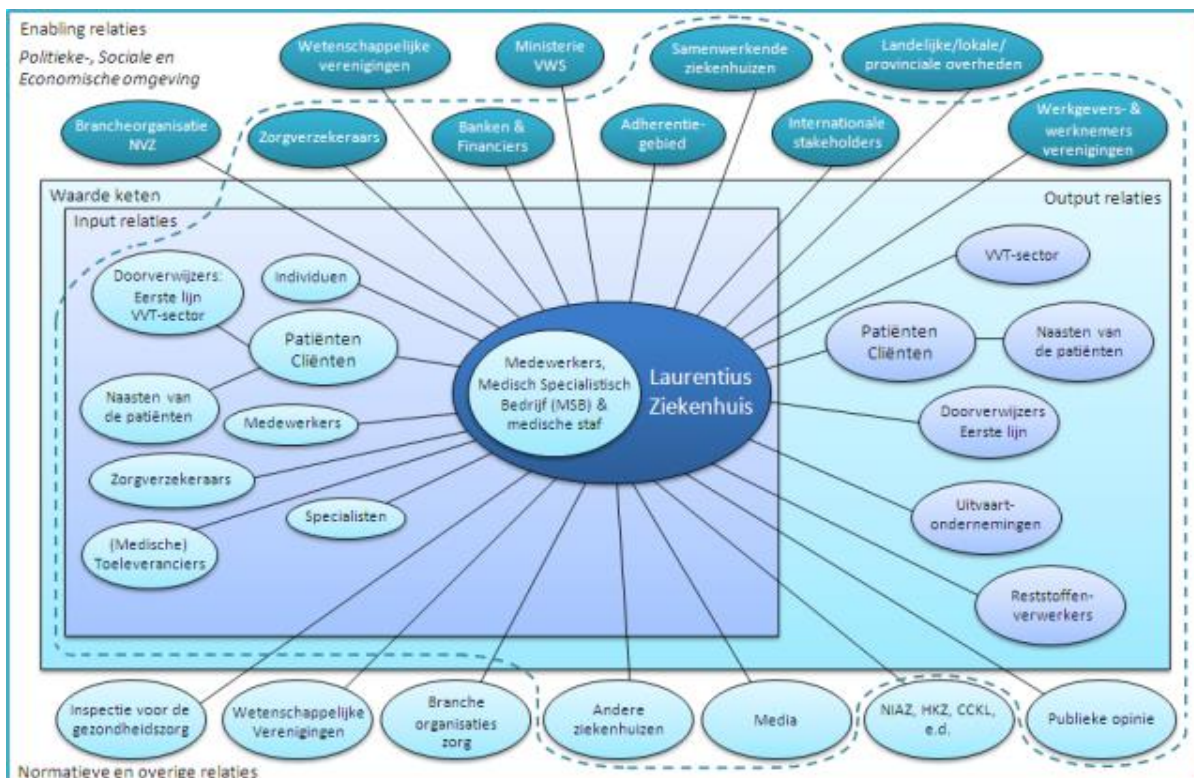 Enabling relaties
Politieke-, Sociale en
Economische omgeving
Wetenschappelijke
verenigingen
Ministerie
VWS
Samenwerkende
ziekenhuizen
Landelijke/lokale/
provinciale overheden
Brancheorganisatie
NVZ
Zorgverzekeraars
Banken &
Financiers
Adherentie-
gebied
Internationale
stakeholders
Werkgevers- &
werknemers
verenigingen
Waarde keten
Input relaties
Output relaties
Doorverwijzers:
Eerste lijn
VVT-sector
Individuen
Patiënten
Cliënten
Naasten van
de patiënten
Medewerkers
Zorgverzekeraars
Specialisten
(Medische)
Toeleveranciers
Medewerkers,
Medisch Specialistisch
Bedrijf (MSB) &
medische staf
Laurentius
Ziekenhuis
VVT-sector
Patiënten
Cliënten
Naasten van
de patiënten
Doorverwijzers
Eerste lijn
Uitvaart-
ondernemingen
Reststoffen-
verwerkers
Inspectie voor de
gezondheidszorg
Wetenschappelijke
Verenigingen
Branche
organisaties
zorg
Andere
ziekenhuizen
Media
NIAZ, HKZ, CCKL,
e.d.
Publieke opinie
Normatieve en overige relaties